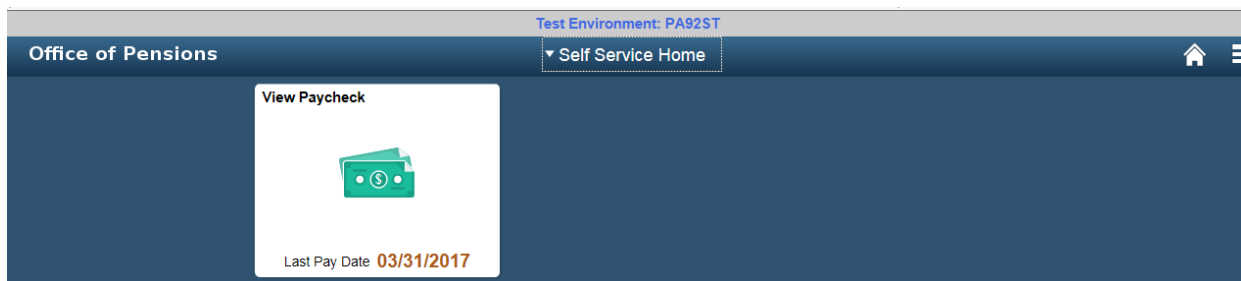 Test Environment: PA92ST
Office of Pensions
Self Service Home
View Paycheck
$
Last Pay Date 03/31/2017